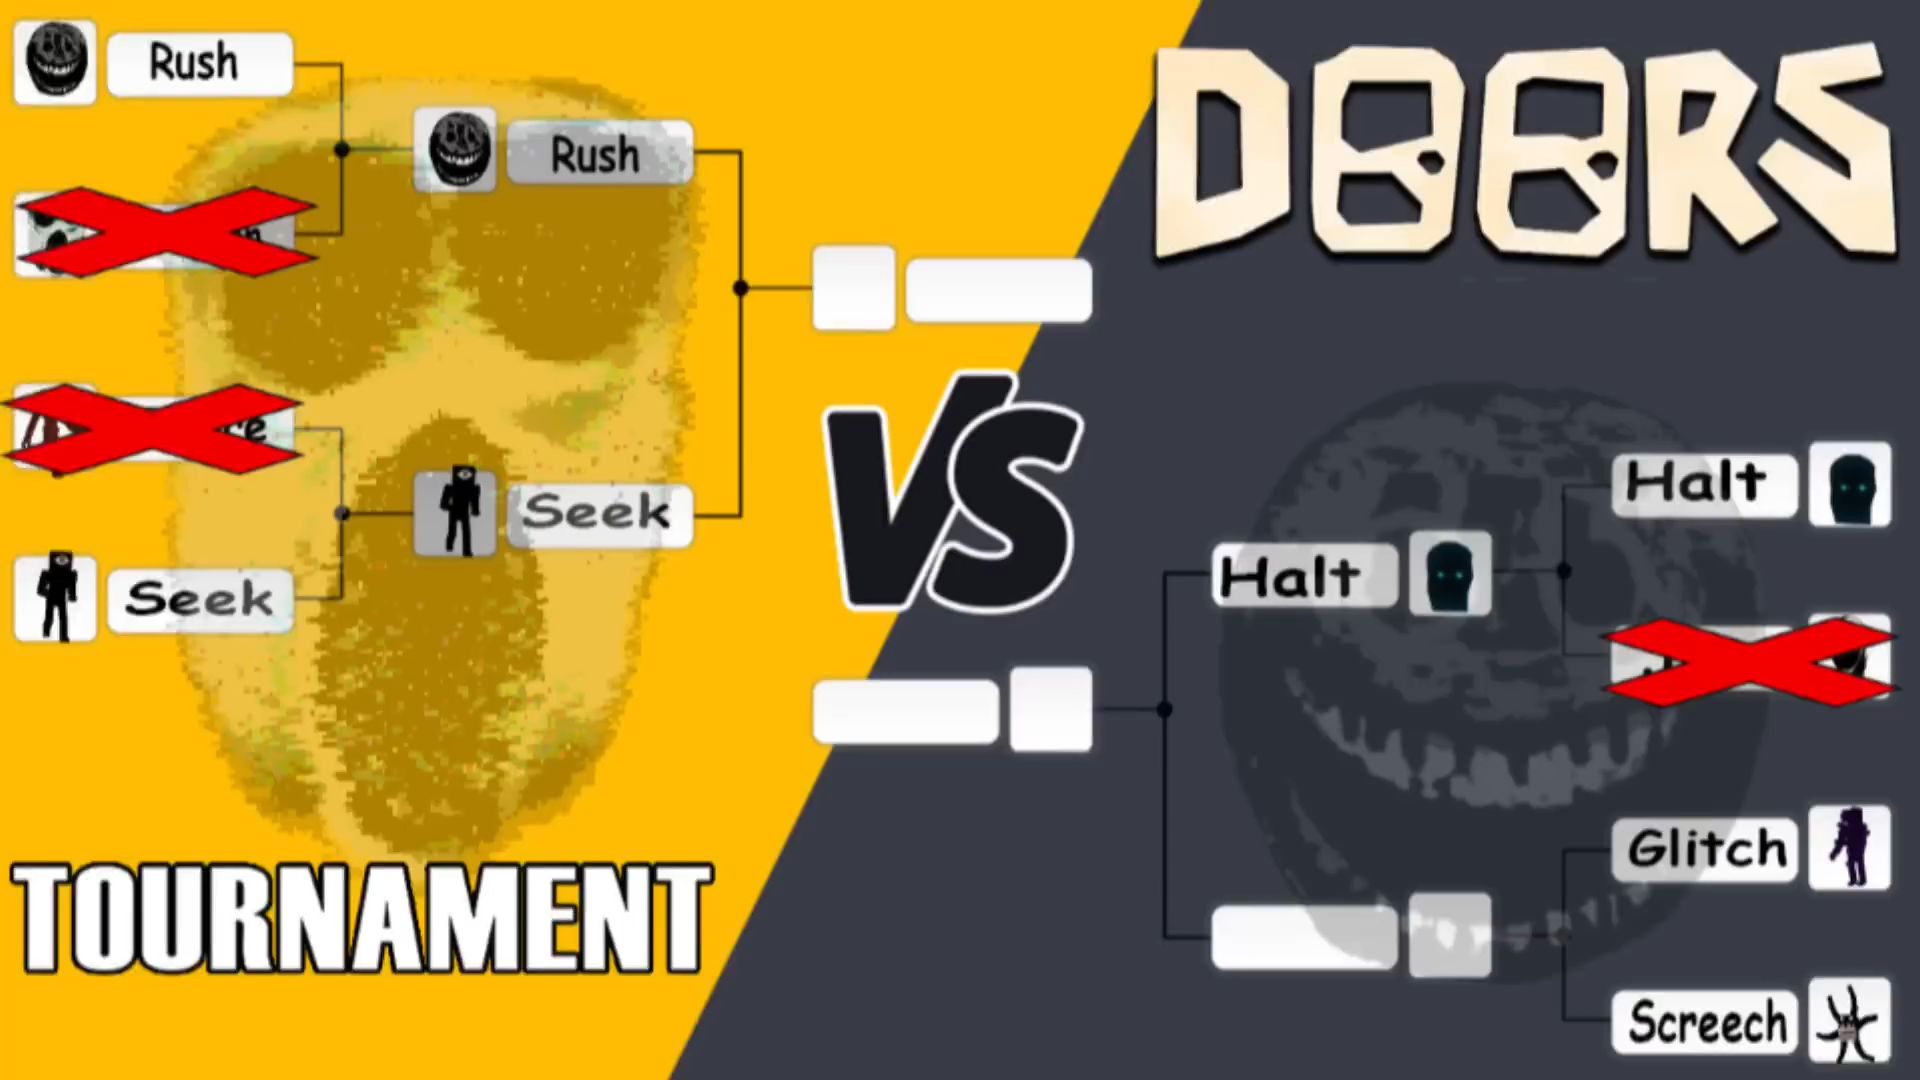 Rush
Rush
Seek
Seek
TOURNAMENT
VS
DOORS
Halt
Halt
Glitch
Screech